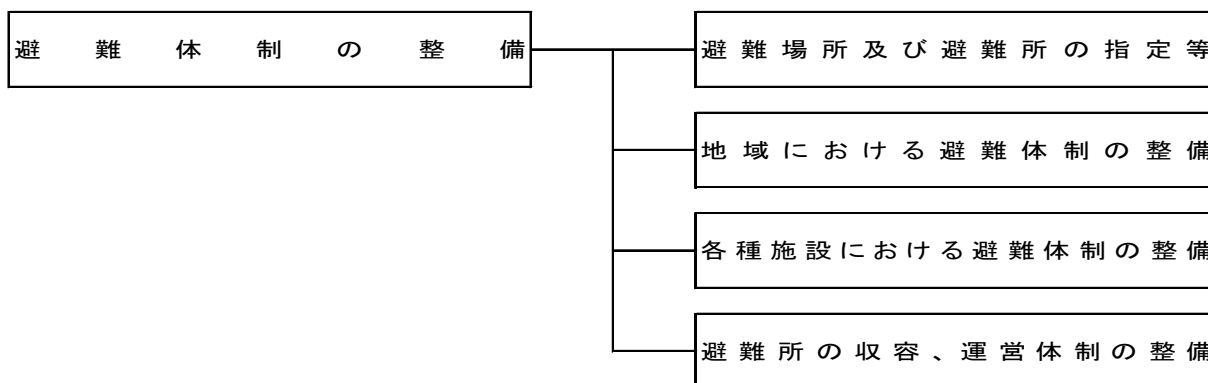 避難体制の整備
避難場所及び避難所の指定等
地域における避難体制の整備
各種施設における避難体制の整備
避難所の収容、運営体制の整備